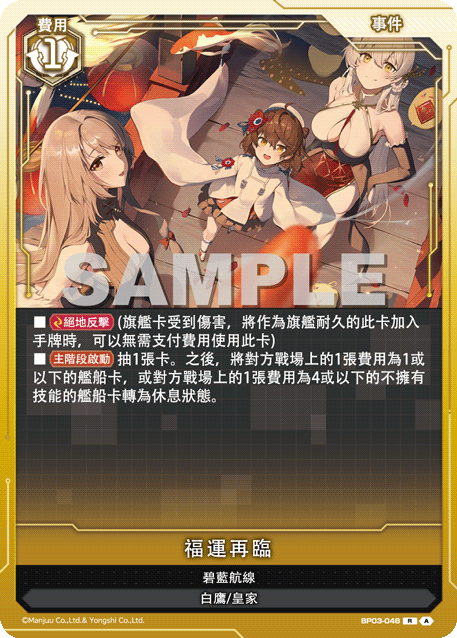 費用
事件
1
SAMPLE
■ 絕地反擊 (旗艦卡受到傷害，將作為旗艦耐久的此卡加入
手牌時，可以無需支付費用使用此卡)
■ 主階段啟動 抽1張卡。之後，將對方戰場上的1張費用為1或
以下的艦船卡，或對方戰場上的1張費用為4或以下的不擁有
技能的艦船卡轉為休息狀態。
福運再臨
碧藍航線
白鷹/皇家
©Manjuu Co.,Ltd.& Yongshi Co.,Ltd.
BP03-048 R A